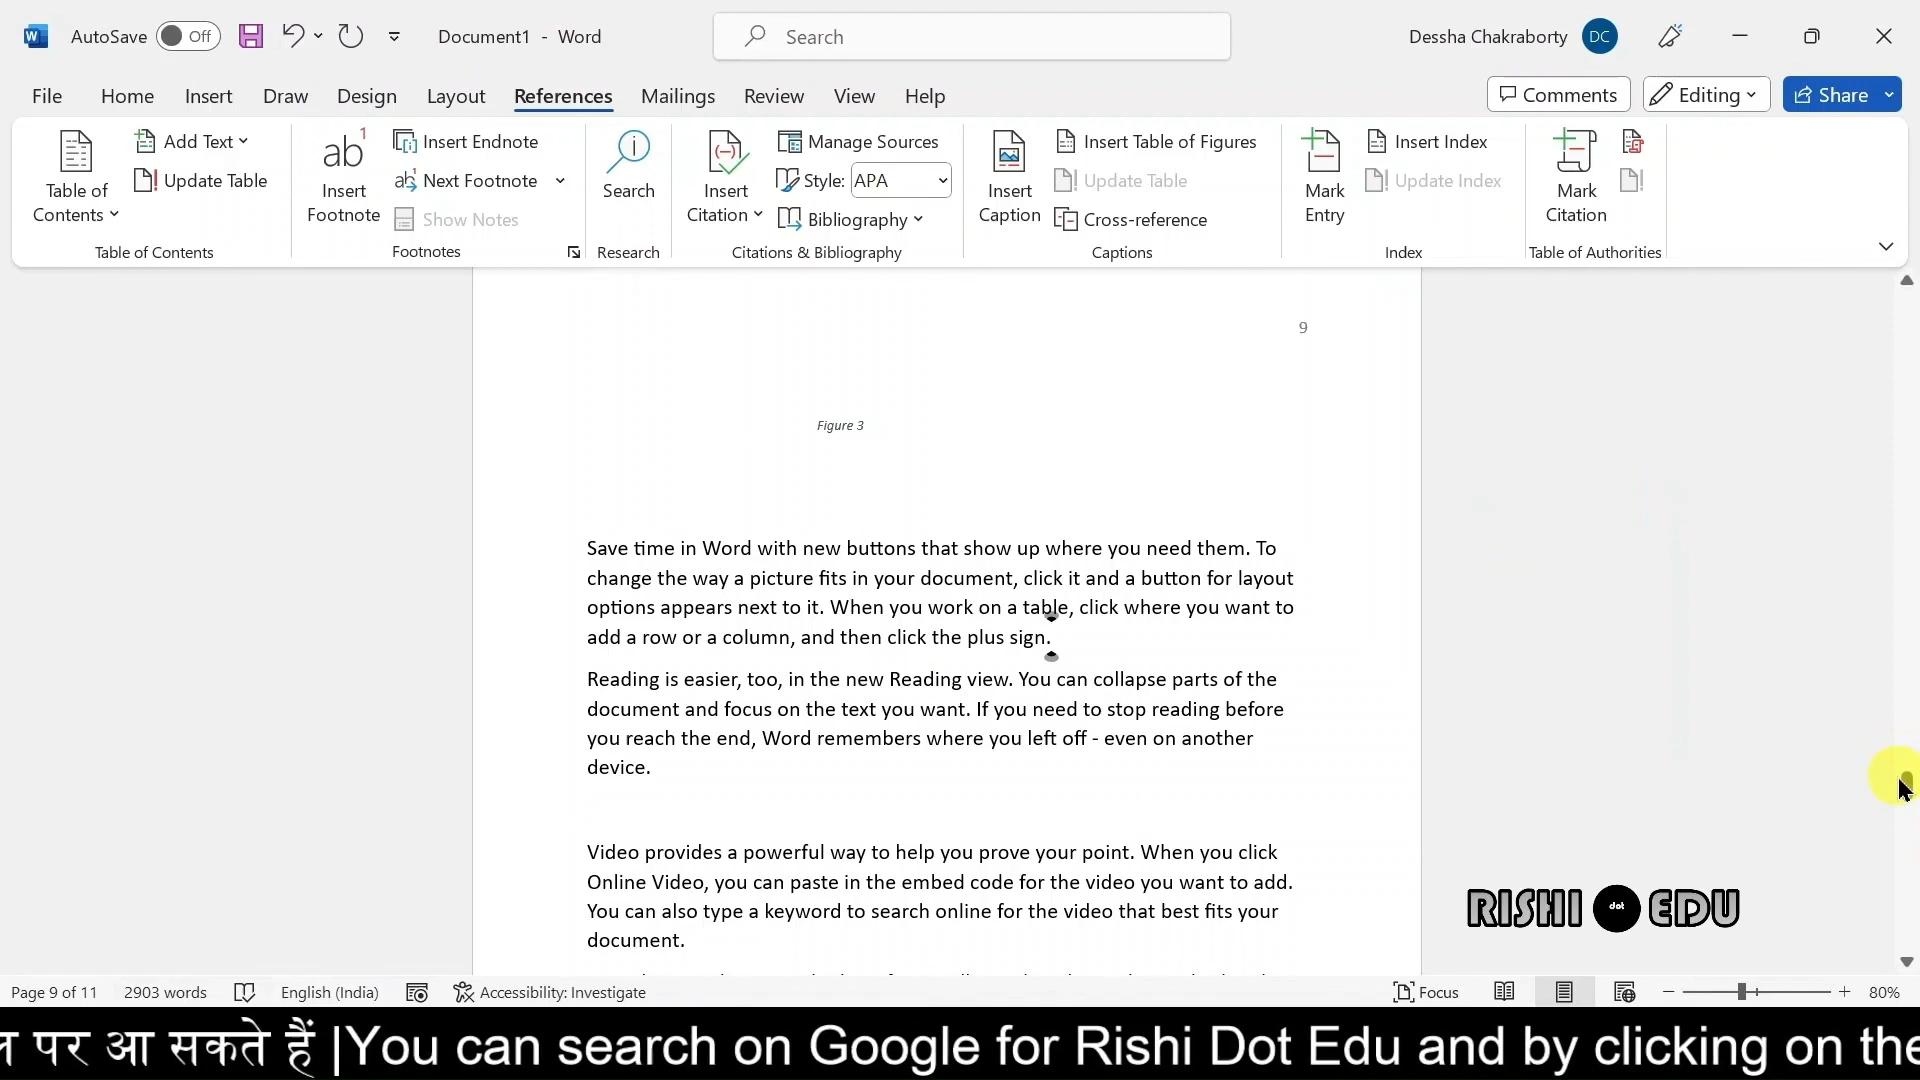 AutoSave Off Document1 - Word Search Dessha Chakraborty DC
File Home Insert Draw Design Layout References Mailings Review View Help Comments Editing Share
Table of Contents
Add Text
Update Table
Table of Contents
ab1 Insert Footnote
Insert Endnote
Next Footnote
Show Notes
Footnotes
Search
Research
Insert Citation
Manage Sources
Style: APA
Bibliography
Citations & Bibliography
Insert Caption
Insert Table of Figures
Update Table
Cross-reference
Captions
Mark Entry
Insert Index
Update Index
Index
Mark Citation
Table of Authorities
9
Figure 3
Save time in Word with new buttons that show up where you need them. To
change the way a picture fits in your document, click it and a button for layout
options appears next to it. When you work on a table, click where you want to
add a row or a column, and then click the plus sign.
Reading is easier, too, in the new Reading view. You can collapse parts of the
document and focus on the text you want. If you need to stop reading before
you reach the end, Word remembers where you left off - even on another
device.
Video provides a powerful way to help you prove your point. When you click
Online Video, you can paste in the embed code for the video you want to add.
You can also type a keyword to search online for the video that best fits your
document.
RISHI dot EDU
Page 9 of 11 2903 words English (India) Accessibility: Investigate Focus 80%
पर आ सकते हैं |You can search on Google for Rishi Dot Edu and by clicking on the